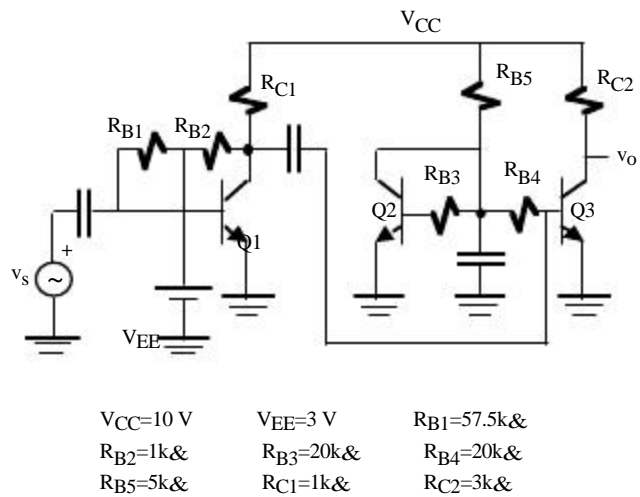 VCC
RC1
RB5
RC2
RB1
RB2
vo
RB3
RB4
Q2
Q3
Q1
+
vs
~
VEE
VCC=10 V VEE=3 V RB1=57.5k&
RB2=1k& RB3=20k& RB4=20k&
RB5=5k& RC1=1k& RC2=3k&